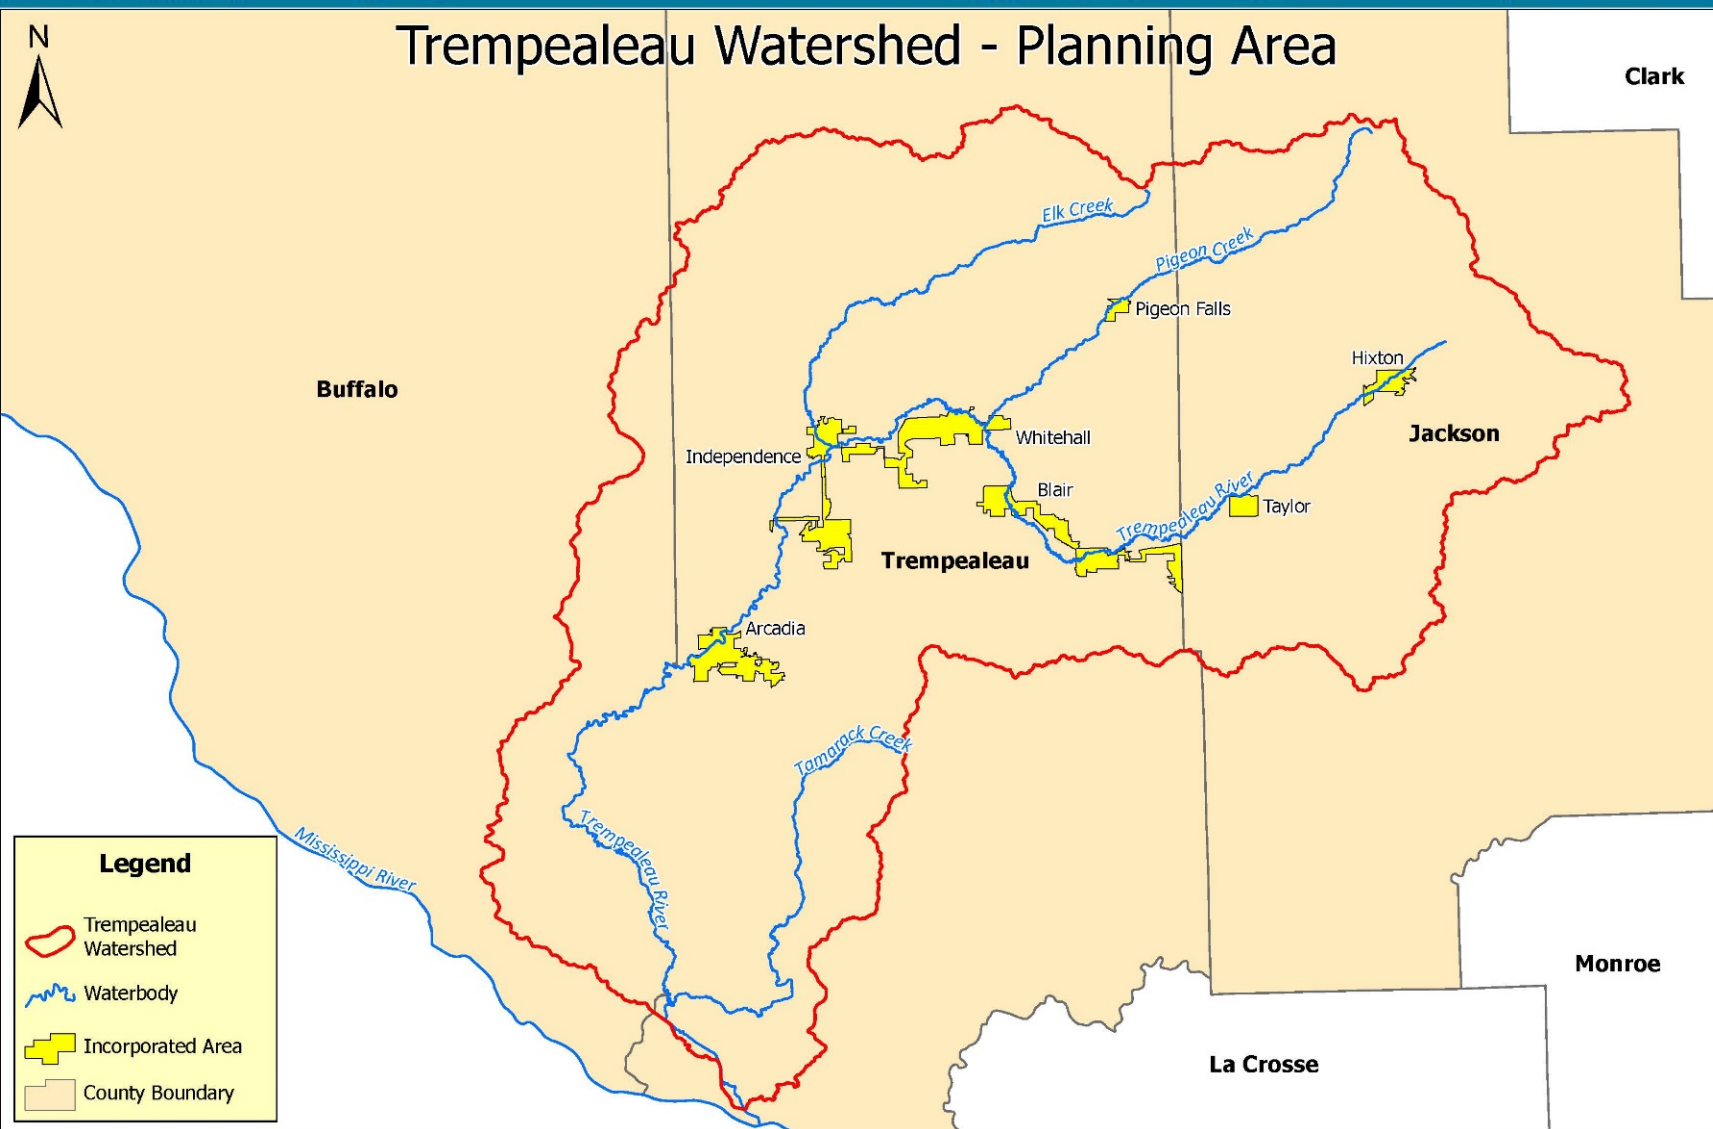 Trempealeau Watershed - Planning Area
N
Clark
Elk Creek
Pigeon Creek
Pigeon Falls
Hixton
Buffalo
Jackson
Whitehall
Independence
Blair
Trempealeau River
Taylor
Trempealeau
Arcadia
Tamarack Creek
Trempealeau River
Mississippi River
Monroe
La Crosse
Legend
Trempealeau
Watershed
Waterbody
Incorporated Area
County Boundary